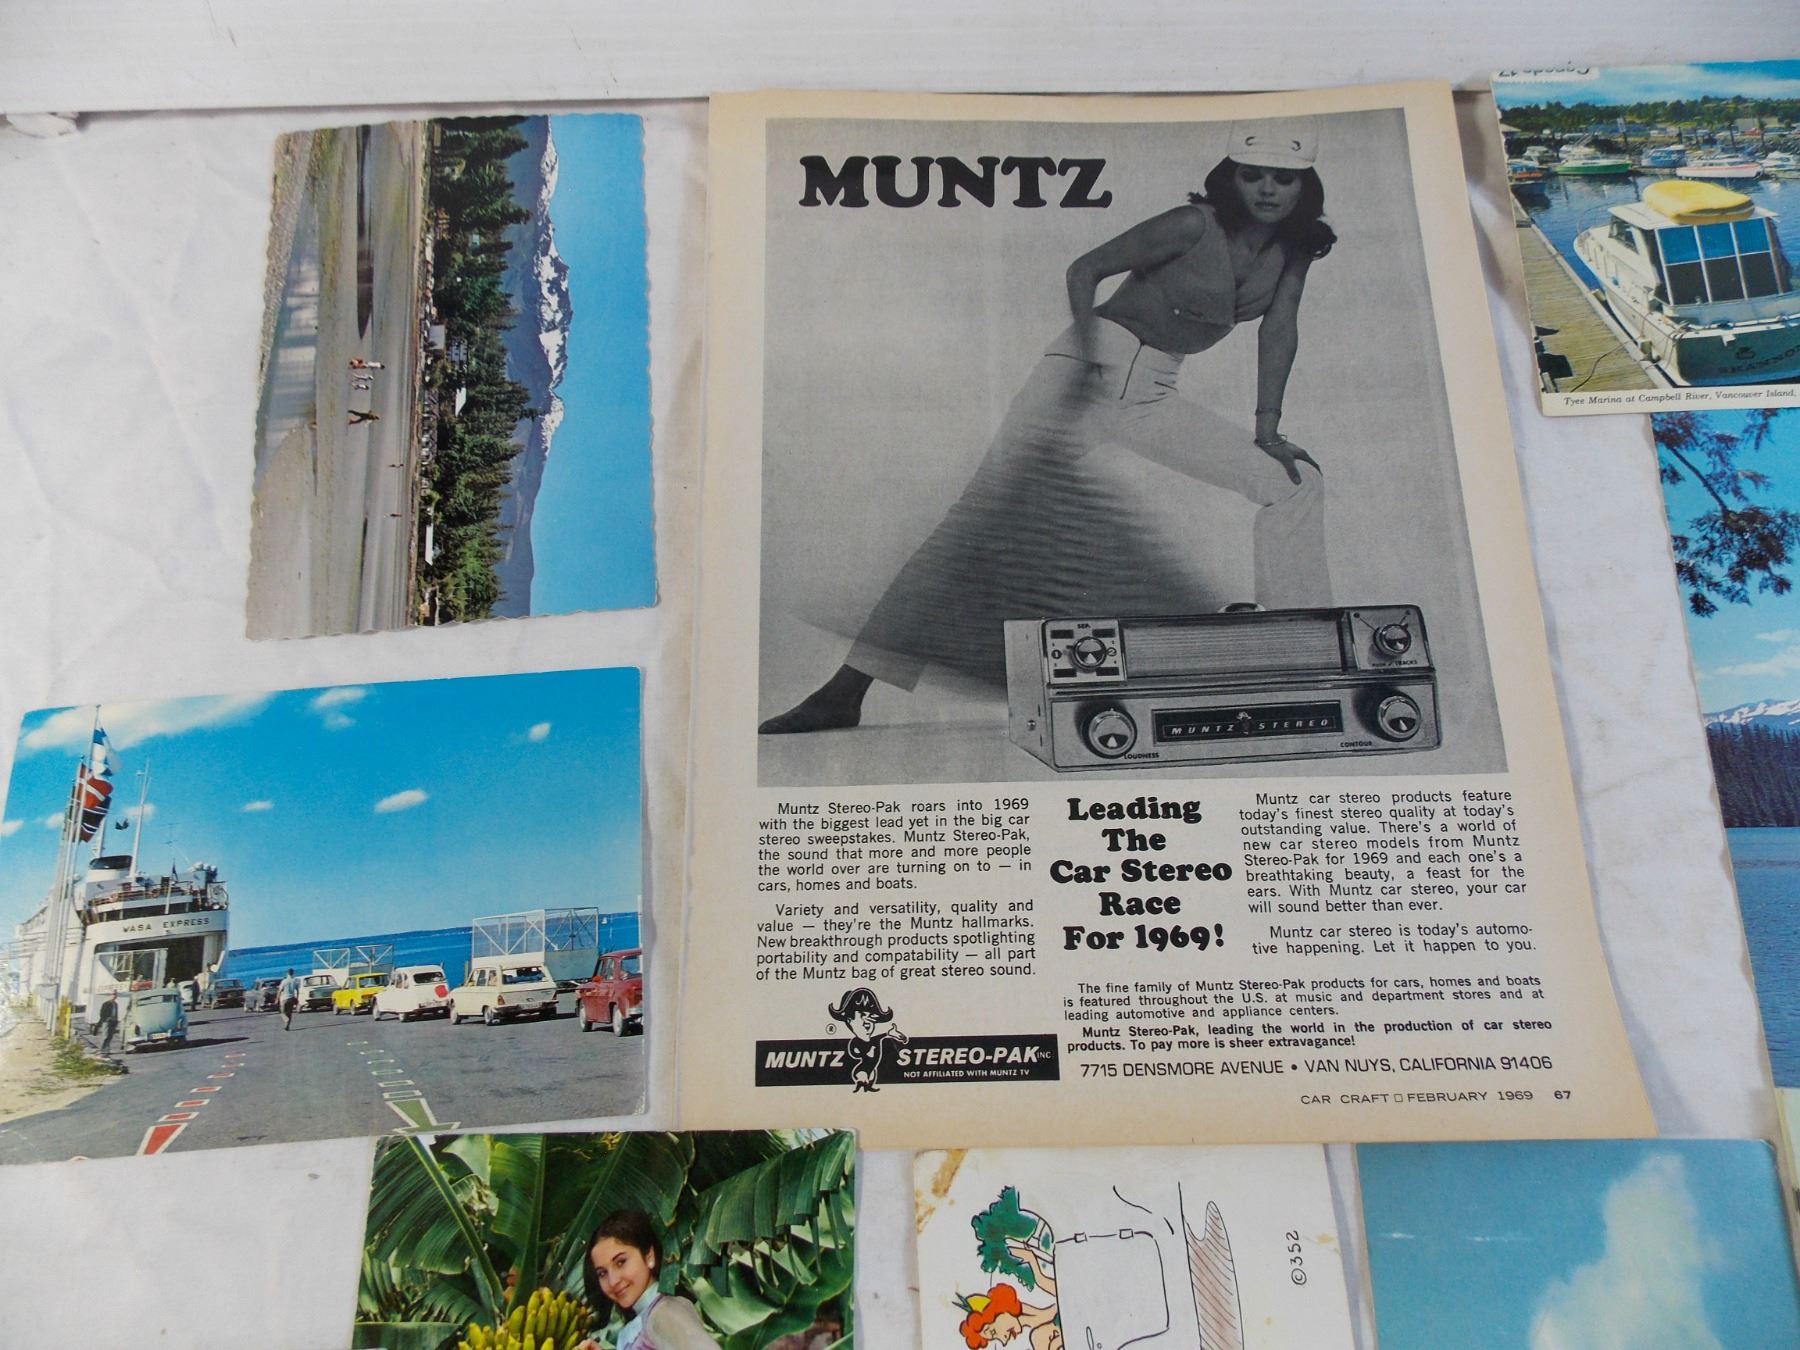 MUNTZ
SEP.
1 2
PUSH TRACKS
MUNTZ STEREO
LOUDNESS
CONTOUR
Muntz Stereo-Pak roars into 1969
with the biggest lead yet in the big car
stereo sweepstakes. Muntz Stereo-Pak,
the sound that more and more people
the world over are turning on to — in
cars, homes and boats.
Variety and versatility, quality and
value — they're the Muntz hallmarks.
New breakthrough products spotlighting
portability and compatability — all part
of the Muntz bag of great stereo sound.
Leading
The
Car Stereo
Race
For 1969!
Muntz car stereo products feature
today's finest stereo quality at today's
outstanding value. There's a world of
new car stereo models from Muntz
Stereo-Pak for 1969 and each one's a
breathtaking beauty, a feast for the
ears. With Muntz car stereo, your car
will sound better than ever.
Muntz car stereo is today's automo-
tive happening. Let it happen to you.
The fine family of Muntz Stereo-Pak products for cars, homes and boats
is featured throughout the U.S. at music and department stores and at
leading automotive and appliance centers.
Muntz Stereo-Pak, leading the world in the production of car stereo
products. To pay more is sheer extravagance!
7715 DENSMORE AVENUE • VAN NUYS, CALIFORNIA 91406
CAR CRAFT □ FEBRUARY 1969 67
M
®
MUNTZ STEREO-PAK INC.
NOT AFFILIATED WITH MUNTZ TV
Tyee Marina at Campbell River, Vancouver Island,
WASA EXPRESS
©352